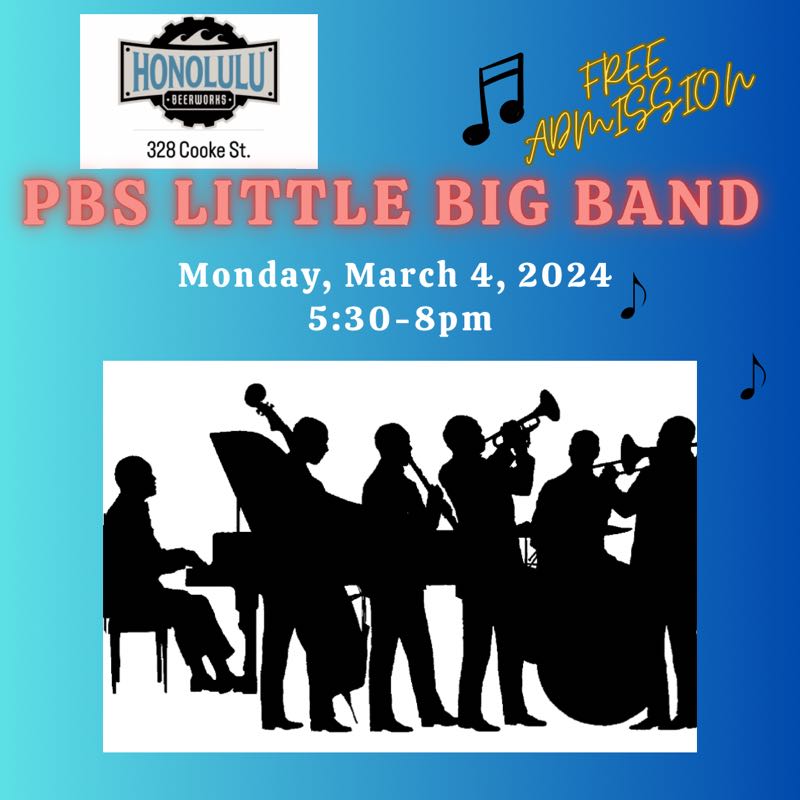 HONOLULU
BEERWORKS
328 Cooke St.
FREE
ADMISSION
PBS LITTLE BIG BAND
Monday, March 4, 2024
5:30-8pm